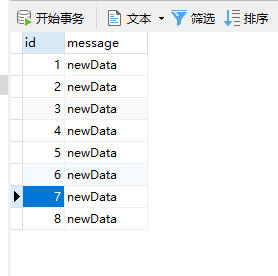 开始事务 文本 筛选 排序
id message
1 newData
2 newData
3 newData
4 newData
5 newData
6 newData
7 newData
8 newData